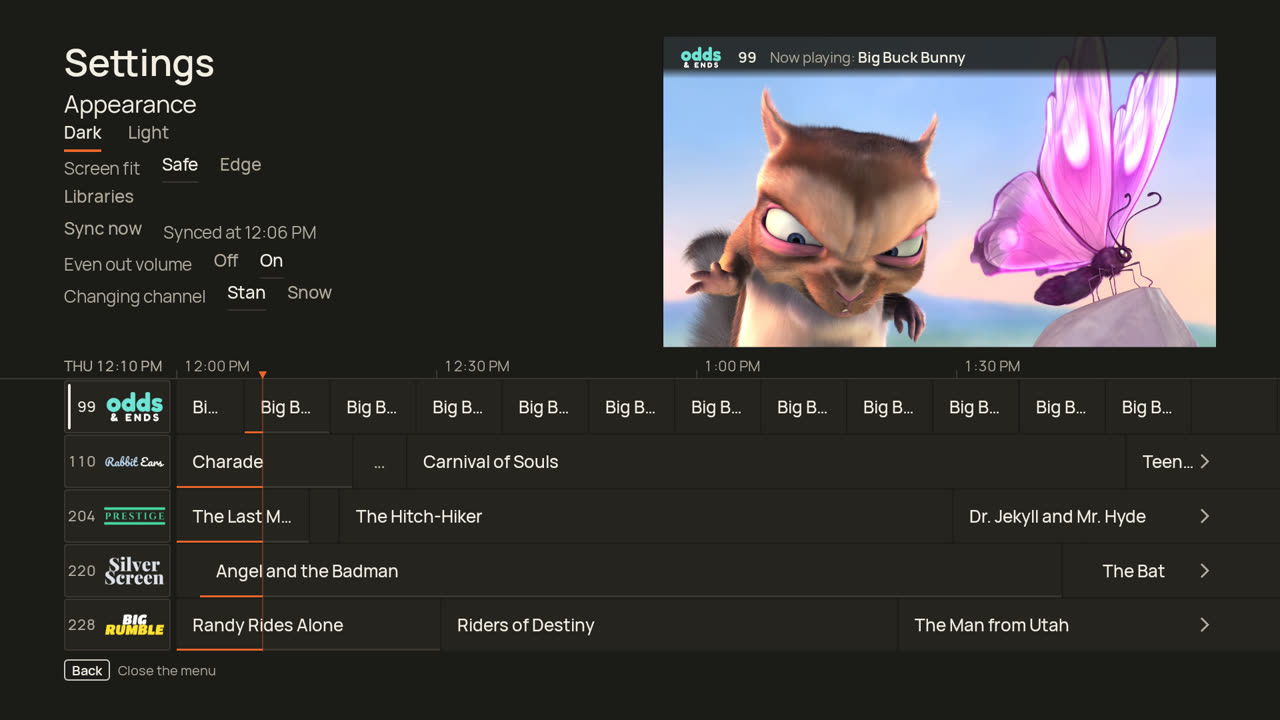 Settings
Appearance
Dark Light
Screen fit Safe Edge
Libraries
Sync now Synced at 12:06 PM
Even out volume Off On
Changing channel Stan Snow
odds & ENDS 99 Now playing: Big Buck Bunny
THU 12:10 PM 12:00 PM 12:30 PM 1:00 PM 1:30 PM
99 odds & ENDS Bi... Big B... Big B... Big B... Big B... Big B... Big B... Big B... Big B... Big B... Big B... Big B...
110 Rabbit Ears Charade ... Carnival of Souls Teen...
204 PRESTIGE The Last M... The Hitch-Hiker Dr. Jekyll and Mr. Hyde
220 Silver Screen Angel and the Badman The Bat
228 BIG RUMBLE Randy Rides Alone Riders of Destiny The Man from Utah
Back Close the menu